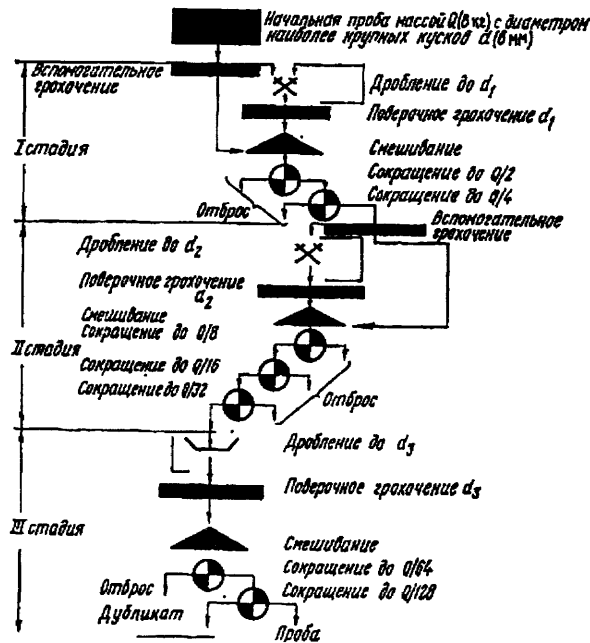 Начальная проба массой Q(в кг) с диаметром
наиболее крупных кусков d(в мм)
Вспомогательное
грохочение
Дробление до d1
Поверочное грохочение d1
I стадия
Смешивание
Сокращение до Q/2
Сокращение до Q/4
Отброс
Вспомогательное
грохочение
Дробление до d2
Поверочное грохочение
d2
Смешивание
Сокращение до Q/8
II стадия
Сокращение до Q/16
Сокращение до Q/32
Отброс
Дробление до d3
Поверочное грохочение d3
III стадия
Смешивание
Сокращение до Q/64
Сокращение до Q/128
Отброс
Дубликат
Проба